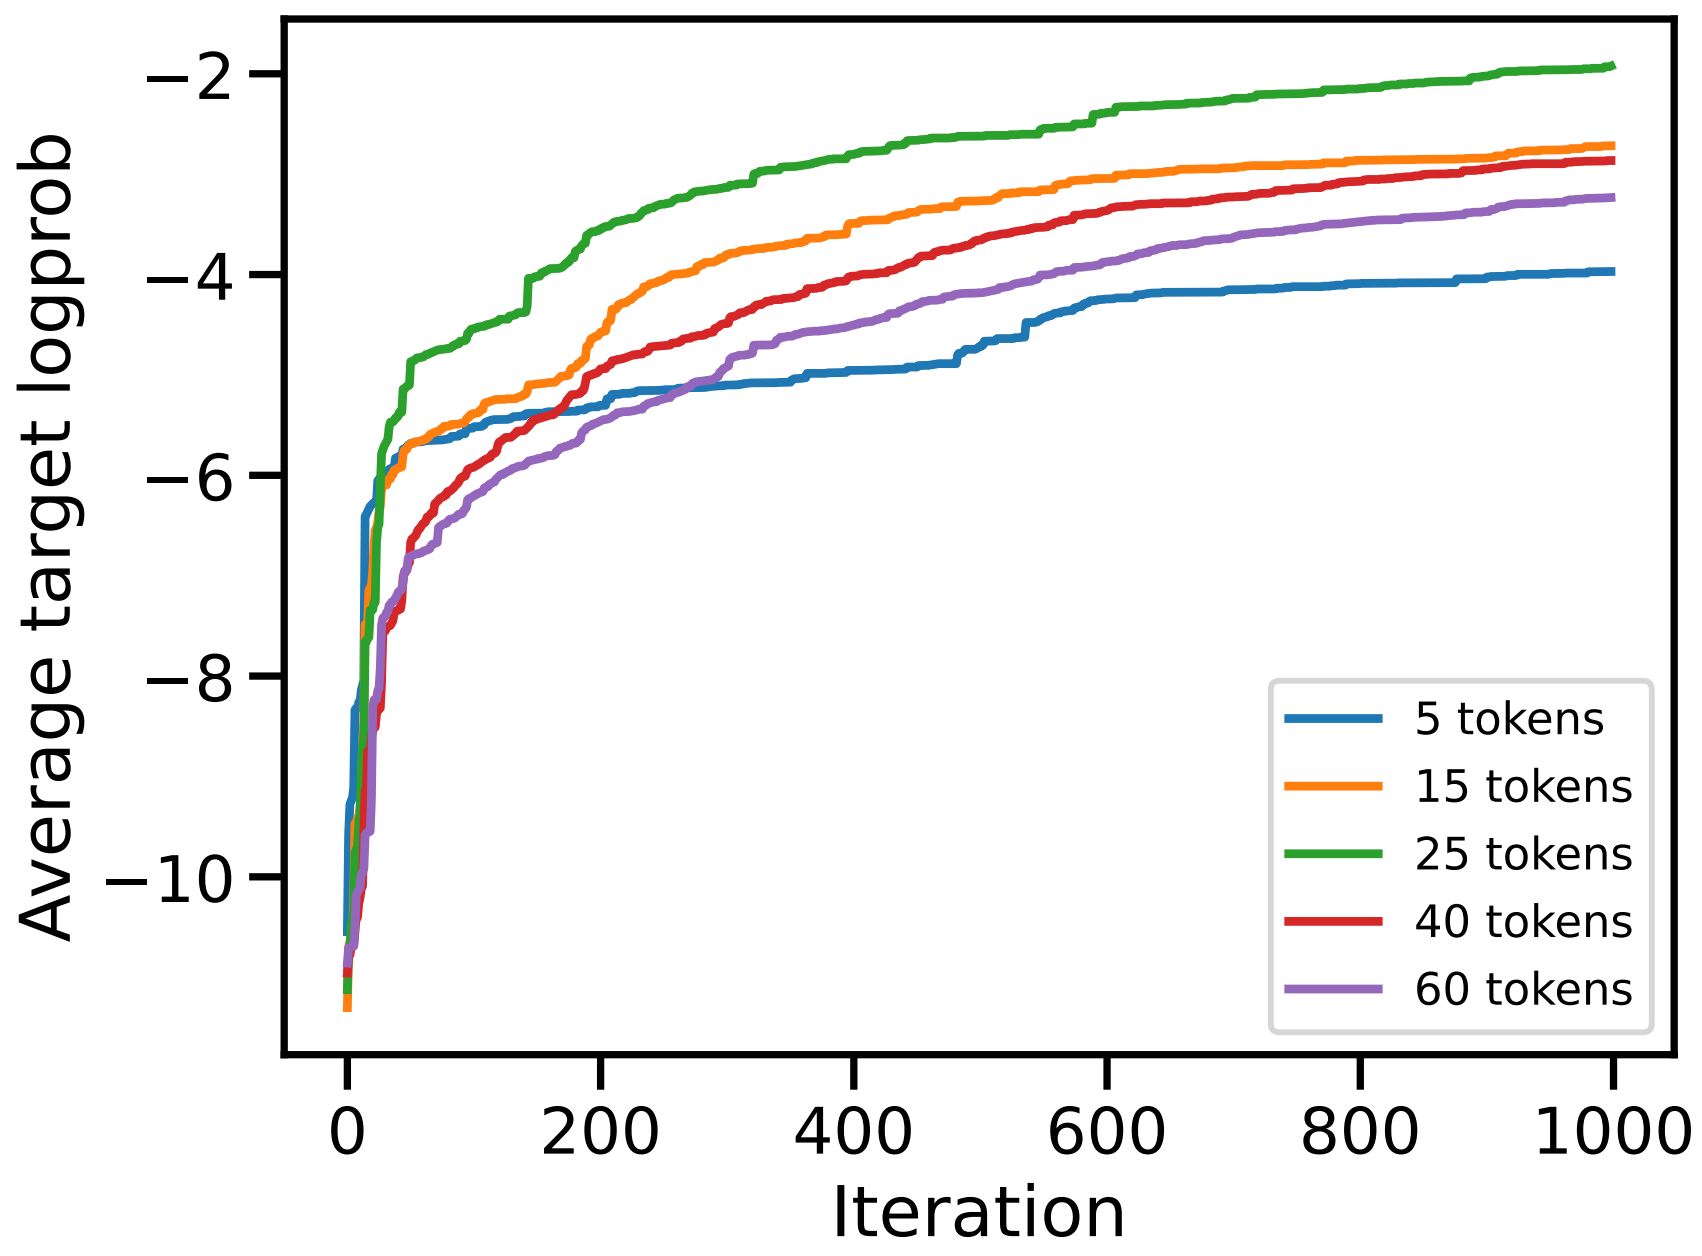 Average target logprob
−2
−4
−6
−8
−10
5 tokens
15 tokens
25 tokens
40 tokens
60 tokens
0 200 400 600 800 1000
Iteration